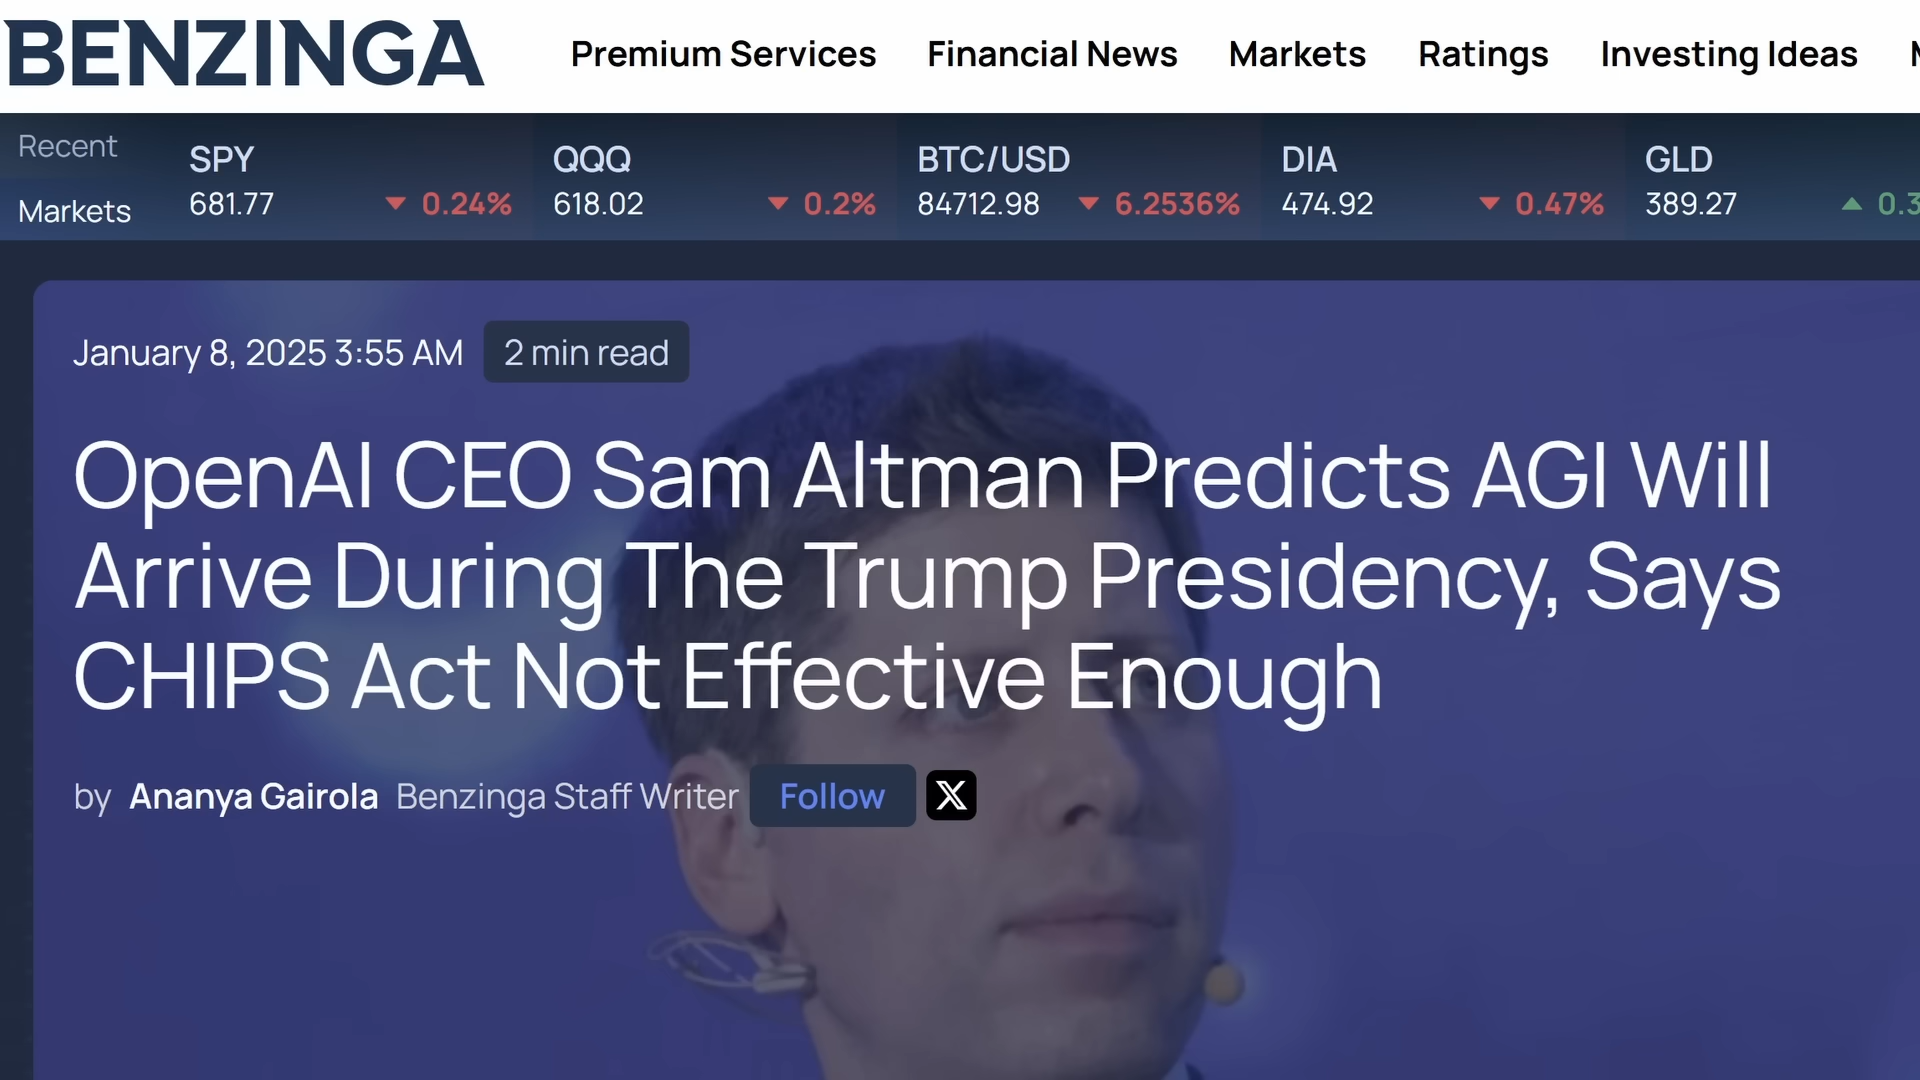 BENZINGA
Premium Services Financial News Markets Ratings Investing Ideas
Recent
Markets
SPY
681.77 ▼ 0.24%
QQQ
618.02 ▼ 0.2%
BTC/USD
84712.98 ▼ 6.2536%
DIA
474.92 ▼ 0.47%
GLD
389.27 ▲ 0.3
January 8, 2025 3:55 AM 2 min read
OpenAI CEO Sam Altman Predicts AGI Will
Arrive During The Trump Presidency, Says
CHIPS Act Not Effective Enough
by Ananya Gairola Benzinga Staff Writer Follow X